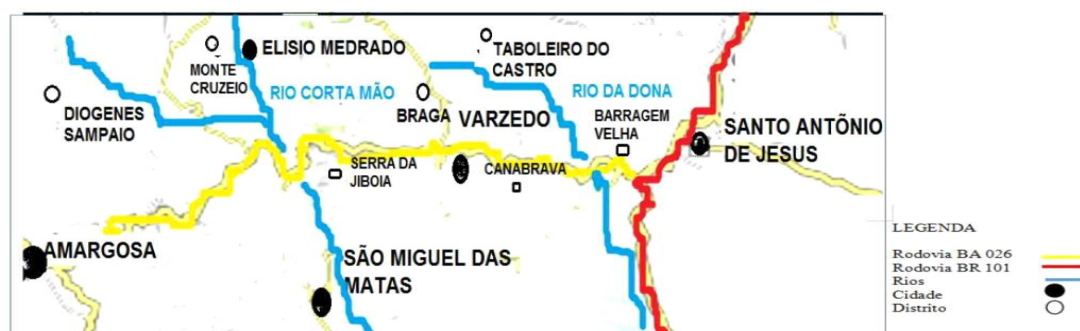 ELISIO MEDRADO
MONTE
CRUZEIO
TABOLEIRO DO
CASTRO
DIOGENES
SAMPAIO
RIO CORTA MÃO
BRAGA
VARZEDO
RIO DA DONA
BARRAGEM
VELHA
SANTO ANTÕNIO
DE JESUS
SERRA DA
JIBOIA
CANABRAVA
AMARGOSA
SÃO MIGUEL DAS
MATAS
LEGENDA
Rodovia BA 026
Rodovia BR 101
Rios
Cidade
Distrito